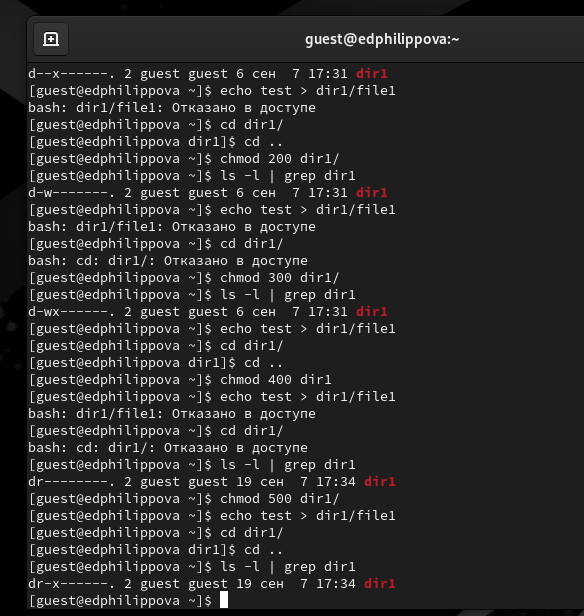 guest@edphilippova:~
d--x------. 2 guest guest 6 сен  7 17:31 dir1
[guest@edphilippova ~]$ echo test > dir1/file1
bash: dir1/file1: Отказано в доступе
[guest@edphilippova ~]$ cd dir1/
[guest@edphilippova dir1]$ cd ..
[guest@edphilippova ~]$ chmod 200 dir1/
[guest@edphilippova ~]$ ls -l | grep dir1
d-w-------. 2 guest guest 6 сен  7 17:31 dir1
[guest@edphilippova ~]$ echo test > dir1/file1
bash: dir1/file1: Отказано в доступе
[guest@edphilippova ~]$ cd dir1/
bash: cd: dir1/: Отказано в доступе
[guest@edphilippova ~]$ chmod 300 dir1/
[guest@edphilippova ~]$ ls -l | grep dir1
d-wx------. 2 guest guest 6 сен  7 17:31 dir1
[guest@edphilippova ~]$ echo test > dir1/file1
[guest@edphilippova ~]$ cd dir1/
[guest@edphilippova dir1]$ cd ..
[guest@edphilippova ~]$ chmod 400 dir1
[guest@edphilippova ~]$ echo test > dir1/file1
bash: dir1/file1: Отказано в доступе
[guest@edphilippova ~]$ cd dir1/
bash: cd: dir1/: Отказано в доступе
[guest@edphilippova ~]$ ls -l | grep dir1
dr--------. 2 guest guest 19 сен  7 17:34 dir1
[guest@edphilippova ~]$ chmod 500 dir1/
[guest@edphilippova ~]$ echo test > dir1/file1
[guest@edphilippova ~]$ cd dir1/
[guest@edphilippova dir1]$ cd ..
[guest@edphilippova ~]$ ls -l | grep dir1
dr-x------. 2 guest guest 19 сен  7 17:34 dir1
[guest@edphilippova ~]$